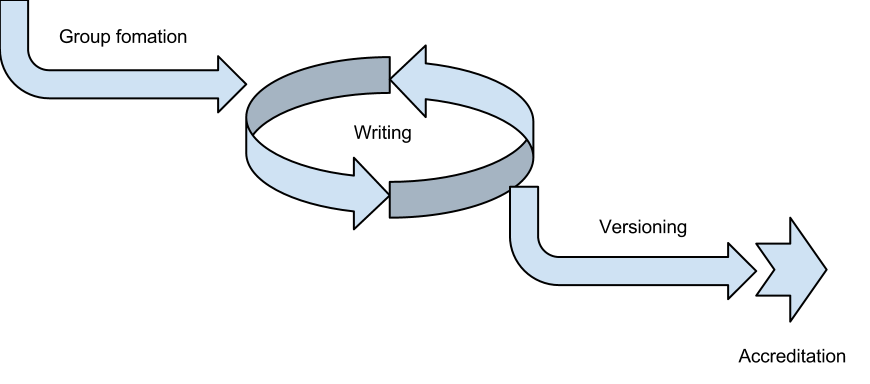 Group fomation
Writing
Versioning
Accreditation